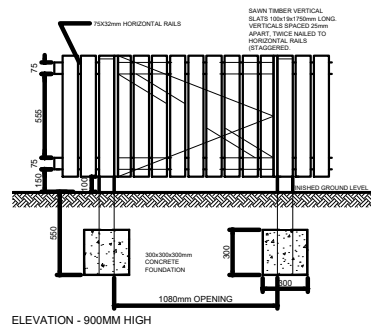 SAWN TIMBER VERTICAL
SLATS 100x19x1750mm LONG.
VERTICALS SPACED 25mm
APART, TWICE NAILED TO
HORIZONTAL RAILS
(STAGGERED.
75X32mm HORIZONTAL RAILS
75
555
75
150
100
FINISHED GROUND LEVEL
550
300x300x300mm
CONCRETE
FOUNDATION
300
300
1080mm OPENING
ELEVATION - 900MM HIGH